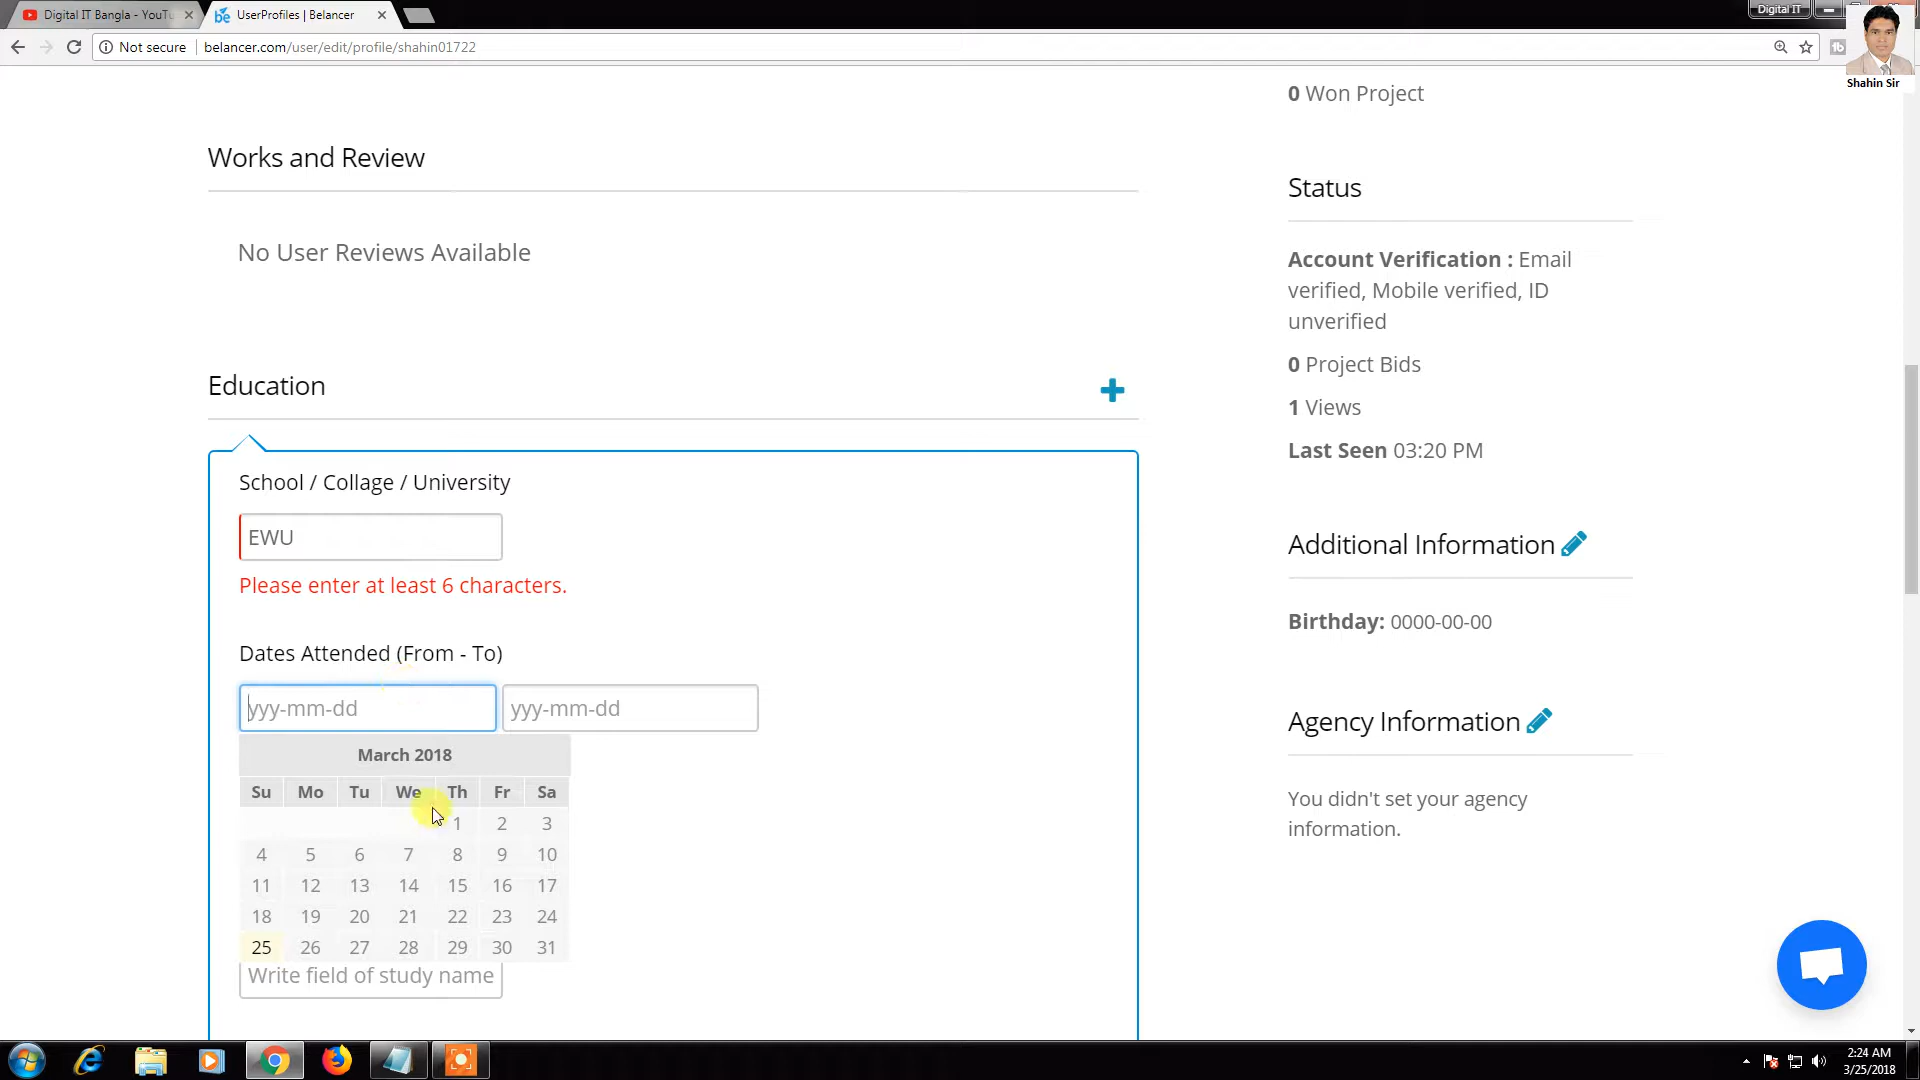 Digital IT Bangla - YouTu
UserProfiles | Belancer
Digital IT
Not secure
belancer.com/user/edit/profile/shahin01722
Shahin Sir
0 Won Project
Works and Review
No User Reviews Available
Status
Account Verification : Email
verified, Mobile verified, ID
unverified
0 Project Bids
1 Views
Last Seen 03:20 PM
Education
School / Collage / University
EWU
Please enter at least 6 characters.
Dates Attended (From - To)
yyy-mm-dd
yyy-mm-dd
March 2018
Su Mo Tu We Th Fr Sa
1 2 3
4 5 6 7 8 9 10
11 12 13 14 15 16 17
18 19 20 21 22 23 24
25 26 27 28 29 30 31
Write field of study name
Additional Information
Birthday: 0000-00-00
Agency Information
You didn't set your agency
information.
2:24 AM
3/25/2018